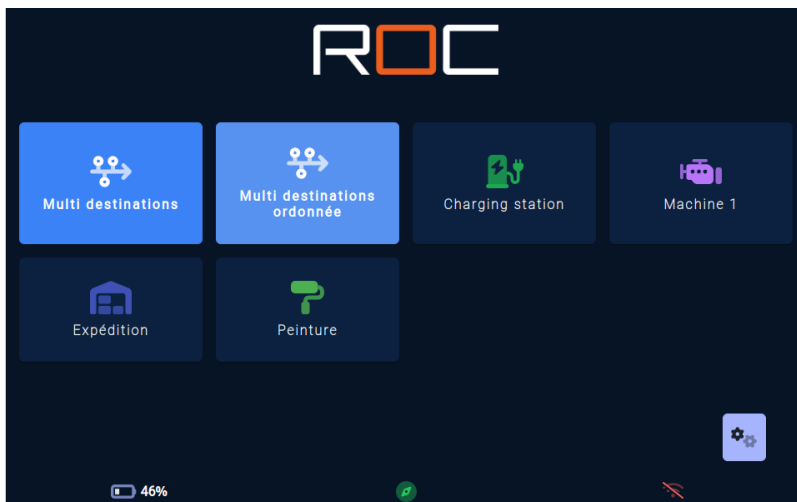 ROC
Multi destinations
Multi destinations
ordonnée
Charging station
Machine 1
Expédition
Peinture
46%